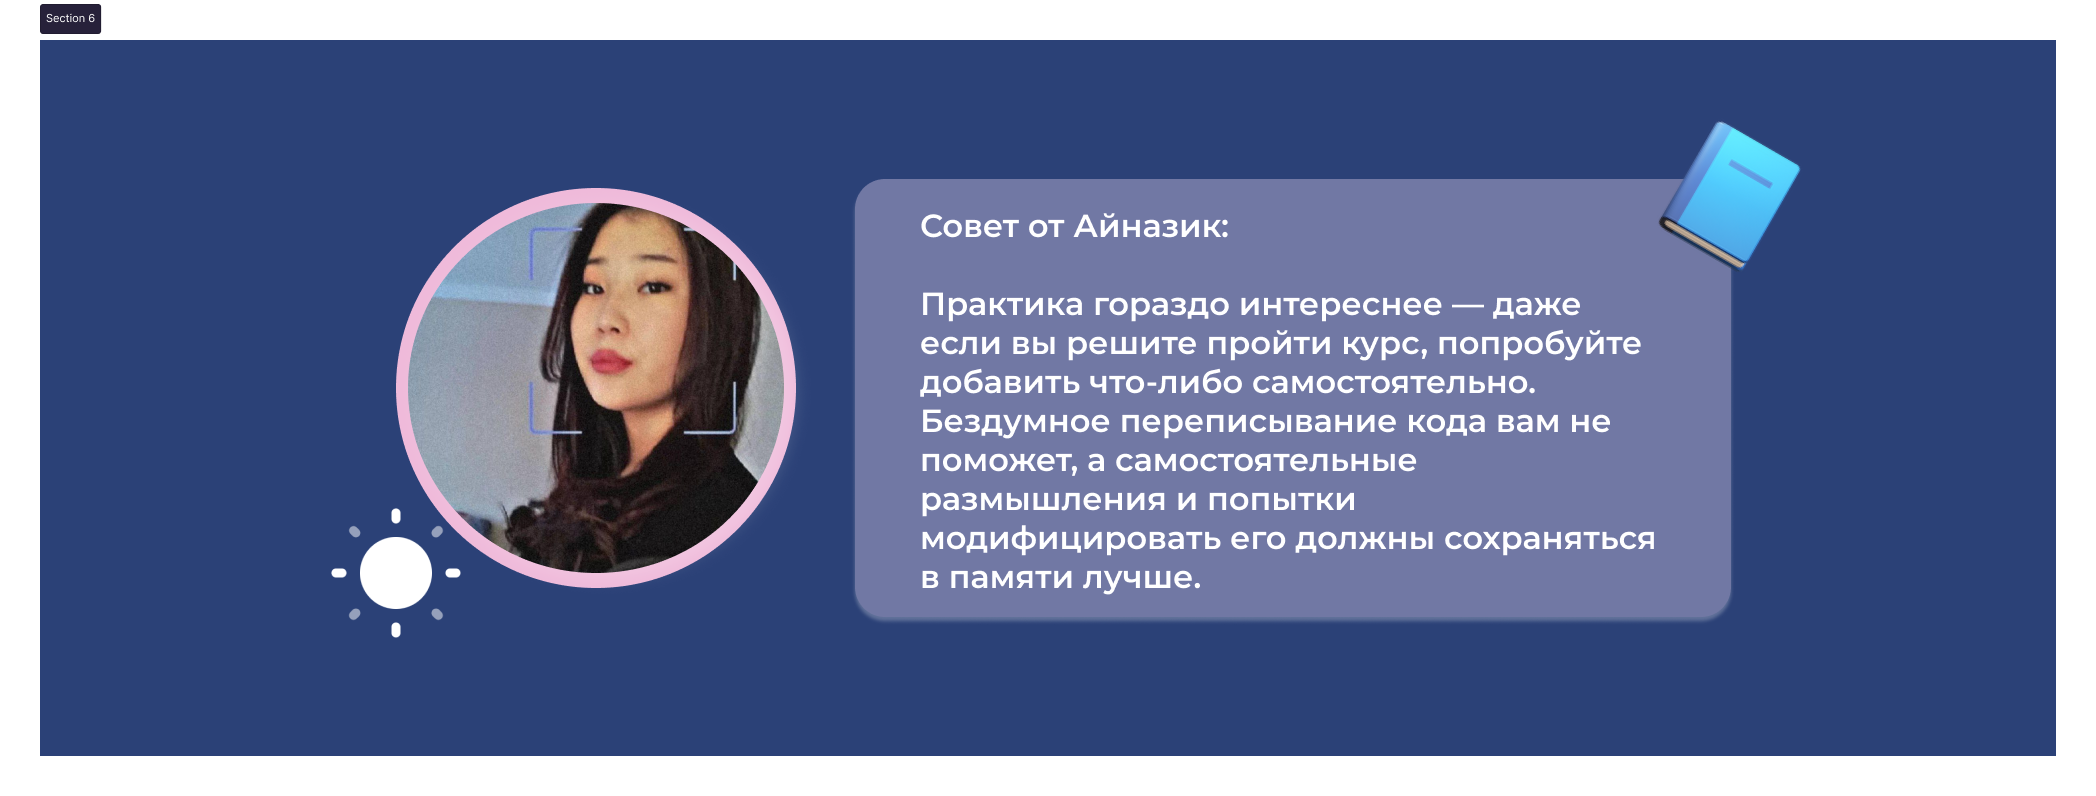 Section 6
Совет от Айназик:
Практика гораздо интереснее — даже
если вы решите пройти курс, попробуйте
добавить что-либо самостоятельно.
Бездумное переписывание кода вам не
поможет, а самостоятельные
размышления и попытки
модифицировать его должны сохраняться
в памяти лучше.